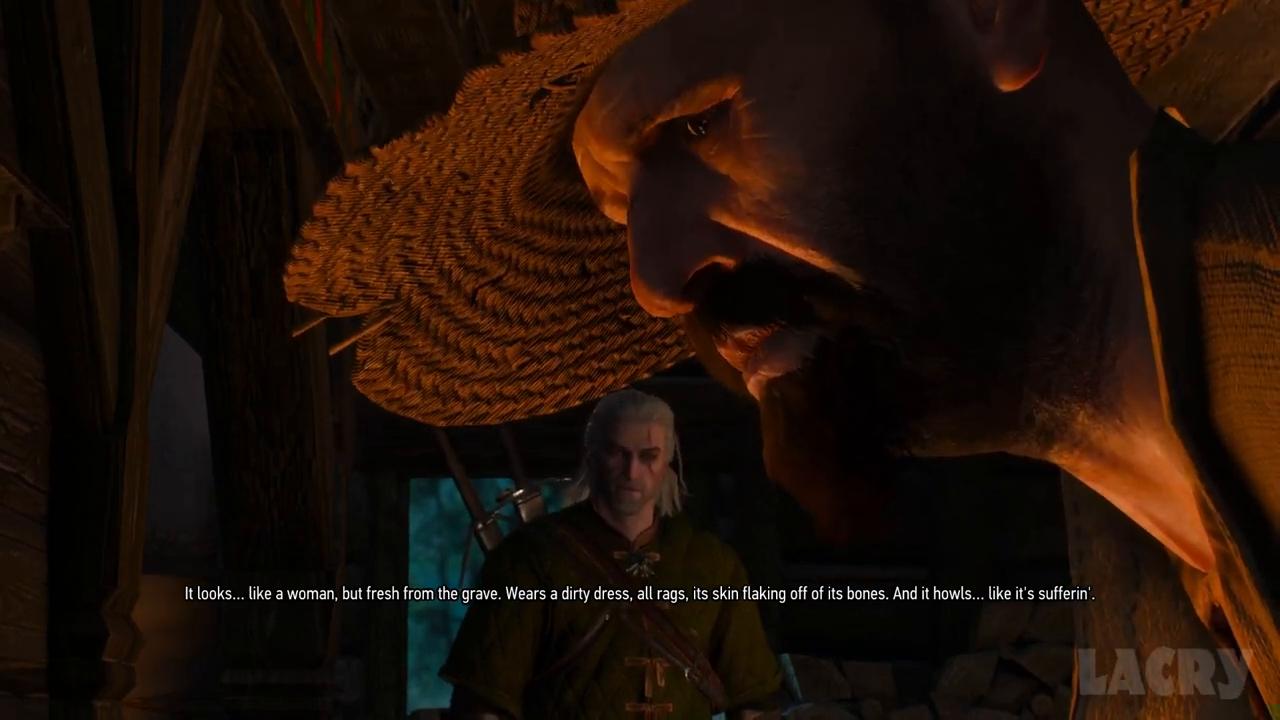 It looks... like a woman, but fresh from the grave. Wears a dirty dress, all rags, its skin flaking off of its bones. And it howls... like it's sufferin'.
LACRY